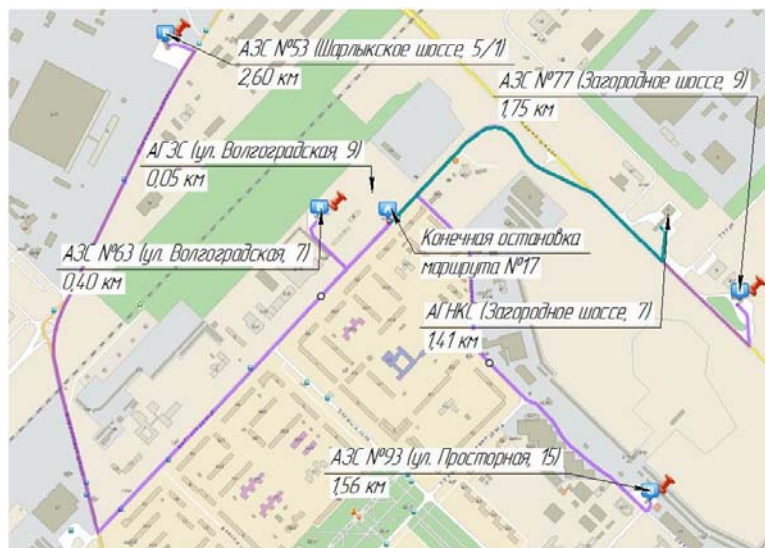 АЗС №53 (Шарлыкское шоссе, 5/1)
2,60 км
АЗС №77 (Загородное шоссе, 9)
1,75 км
АГЗС (ул. Волгоградская, 9)
0,05 км
АЗС №63 (ул. Волгоградская, 7)
0,40 км
Конечная остановка
маршрута №17
АГНКС (Загородное шоссе, 7)
1,41 км
АЗС №93 (ул. Просторная, 15)
1,56 км